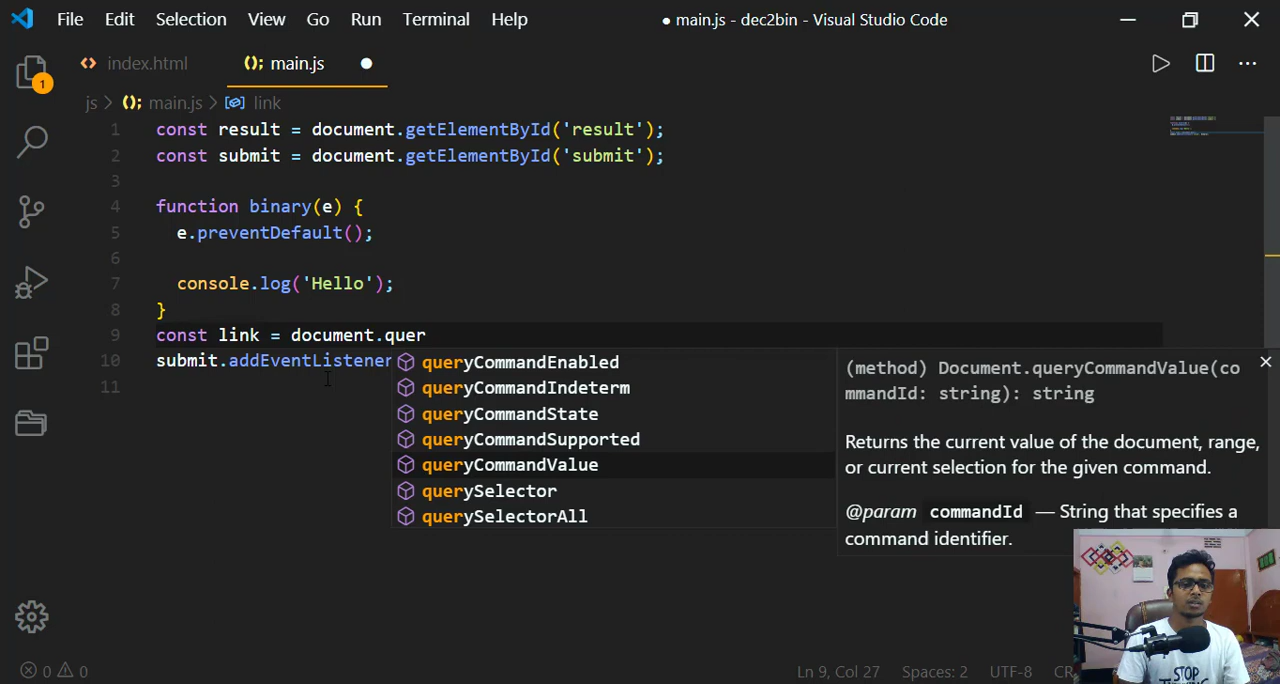 File Edit Selection View Go Run Terminal Help ● main.js - dec2bin - Visual Studio Code
1
index.html
main.js
js > main.js > link
1 const result = document.getElementById('result');
2 const submit = document.getElementById('submit');
3
4 function binary(e) {
5 e.preventDefault();
6
7 console.log('Hello');
8 }
9 const link = document.quer
10 submit.addEventListener
11
queryCommandEnabled
queryCommandIndeterm
queryCommandState
queryCommandSupported
queryCommandValue
querySelector
querySelectorAll
(method) Document.queryCommandValue(co
mmandId: string): string
Returns the current value of the document, range,
or current selection for the given command.
@param commandId — String that specifies a
command identifier.
STOP
0 0 Ln 9, Col 27 Spaces: 2 UTF-8 CR